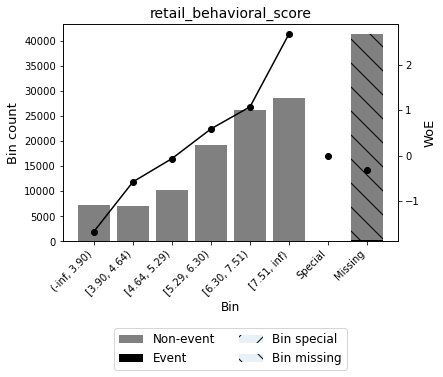 retail_behavioral_score
Bin count
40000
35000
30000
25000
20000
15000
10000
5000
0
2
1
0
−1
WoE
(-inf, 3.90)
[3.90, 4.64)
[4.64, 5.29)
[5.29, 6.30)
[6.30, 7.51)
[7.51, inf)
Special
Missing
Bin
Non-event
Event
Bin special
Bin missing